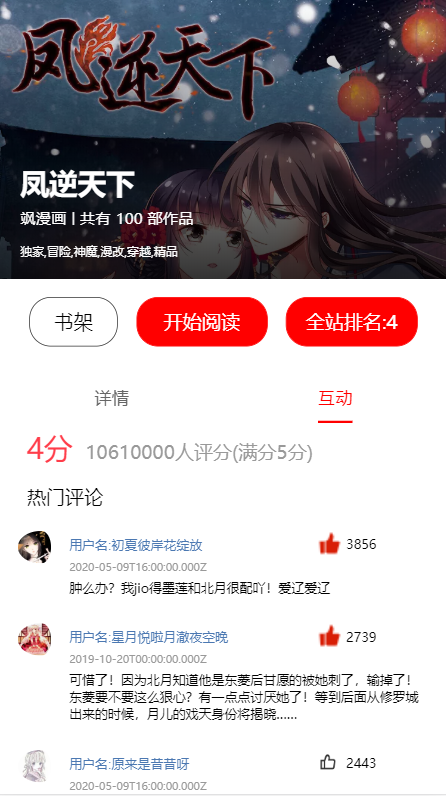 凤逆天下
凤逆天下
飒漫画 | 共有 100 部作品
独家,冒险,神魔,漫改,穿越,精品
书架
开始阅读
全站排名:4
详情
互动
4分 10610000人评分(满分5分)
热门评论
用户名:初夏彼岸花绽放
3856
2020-05-09T16:00:00.000Z
肿么办？我jio得墨莲和北月很配吖！爱辽爱辽
用户名:星月悦啦月澈夜空晚
2739
2019-10-20T00:00:00.000Z
可惜了！因为北月知道他是东菱后甘愿的被她刺了，输掉了！
东菱要不要这么狠心？有一点点讨厌她了！等到后面从修罗城
出来的时候，月儿的戏天身份将揭晓……
用户名:原来是昔昔呀
2443
2020-05-09T16:00:00.000Z